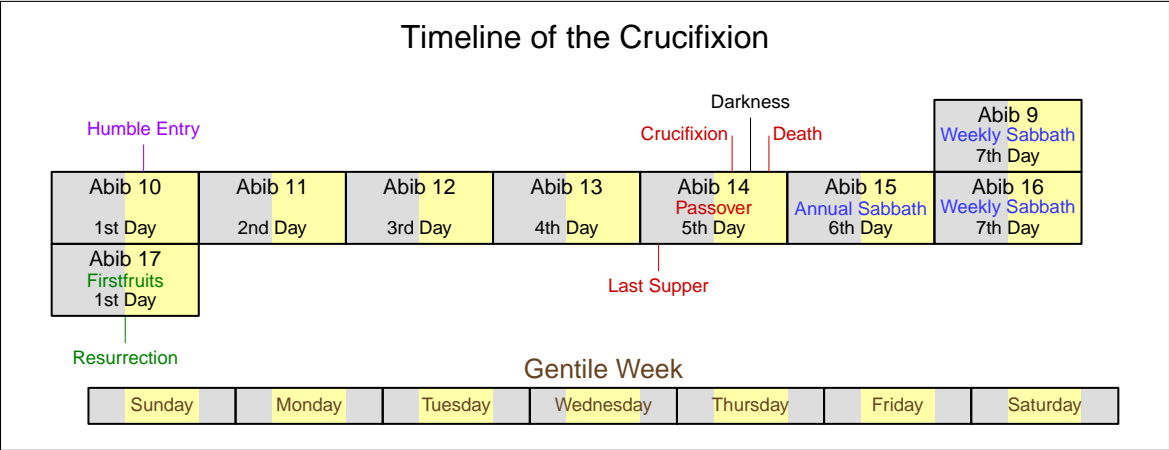 Timeline of the Crucifixion
Darkness
Humble Entry
Crucifixion
Death
Abib 9
Weekly Sabbath
7th Day
Abib 10
1st Day
Abib 11
2nd Day
Abib 12
3rd Day
Abib 13
4th Day
Abib 14
Passover
5th Day
Abib 15
Annual Sabbath
6th Day
Abib 16
Weekly Sabbath
7th Day
Abib 17
Firstfruits
1st Day
Last Supper
Resurrection
Gentile Week
Sunday
Monday
Tuesday
Wednesday
Thursday
Friday
Saturday